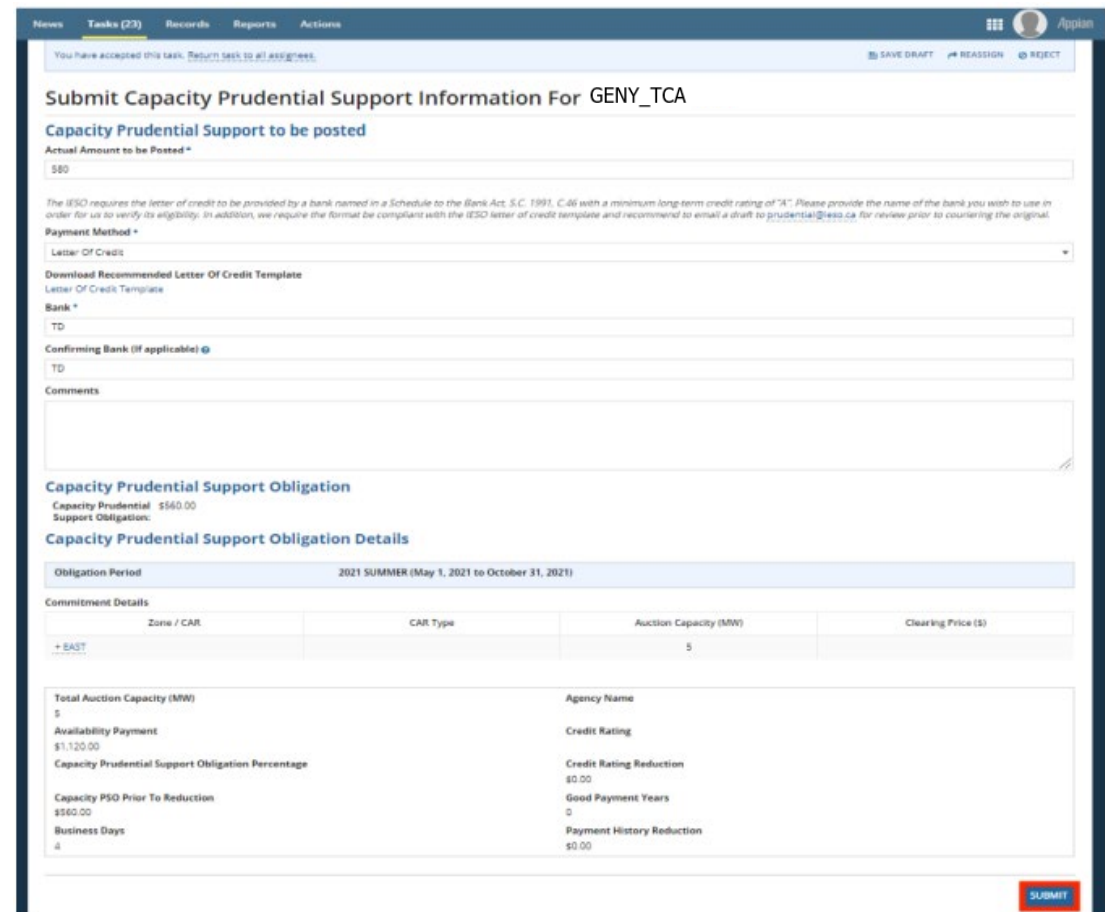 News Tasks (23) Records Reports Actions Appian
You have accepted this task. Return task to all assignees. SAVE DRAFT REASSIGN REJECT
Submit Capacity Prudential Support Information For GENY_TCA
Capacity Prudential Support to be posted
Actual Amount to be Posted *
580
The IESO requires the letter of credit to be provided by a bank named in a Schedule to the Bank Act, S.C. 1991, C.46 with a minimum long-term credit rating of "A". Please provide the name of the bank you wish to use in
order for us to verify its eligibility. In addition, we require the format be compliant with the IESO letter of credit template and recommend to email a draft to prudential@ieso.ca for review prior to couriering the original.
Payment Method *
Letter Of Credit
Download Recommended Letter Of Credit Template
Letter Of Credit Template
Bank *
TD
Confirming Bank (If applicable)
TD
Comments
Capacity Prudential Support Obligation
Capacity Prudential $560.00
Support Obligation:
Capacity Prudential Support Obligation Details
Obligation Period 2021 SUMMER (May 1, 2021 to October 31, 2021)
Commitment Details
Zone / CAR CAR Type Auction Capacity (MW) Clearing Price ($)
+ EAST 5
Total Auction Capacity (MW) Agency Name
5
Availability Payment Credit Rating
$1,120.00
Capacity Prudential Support Obligation Percentage Credit Rating Reduction
$0.00
Capacity PSO Prior To Reduction Good Payment Years
$560.00 0
Business Days Payment History Reduction
4 $0.00
SUBMIT